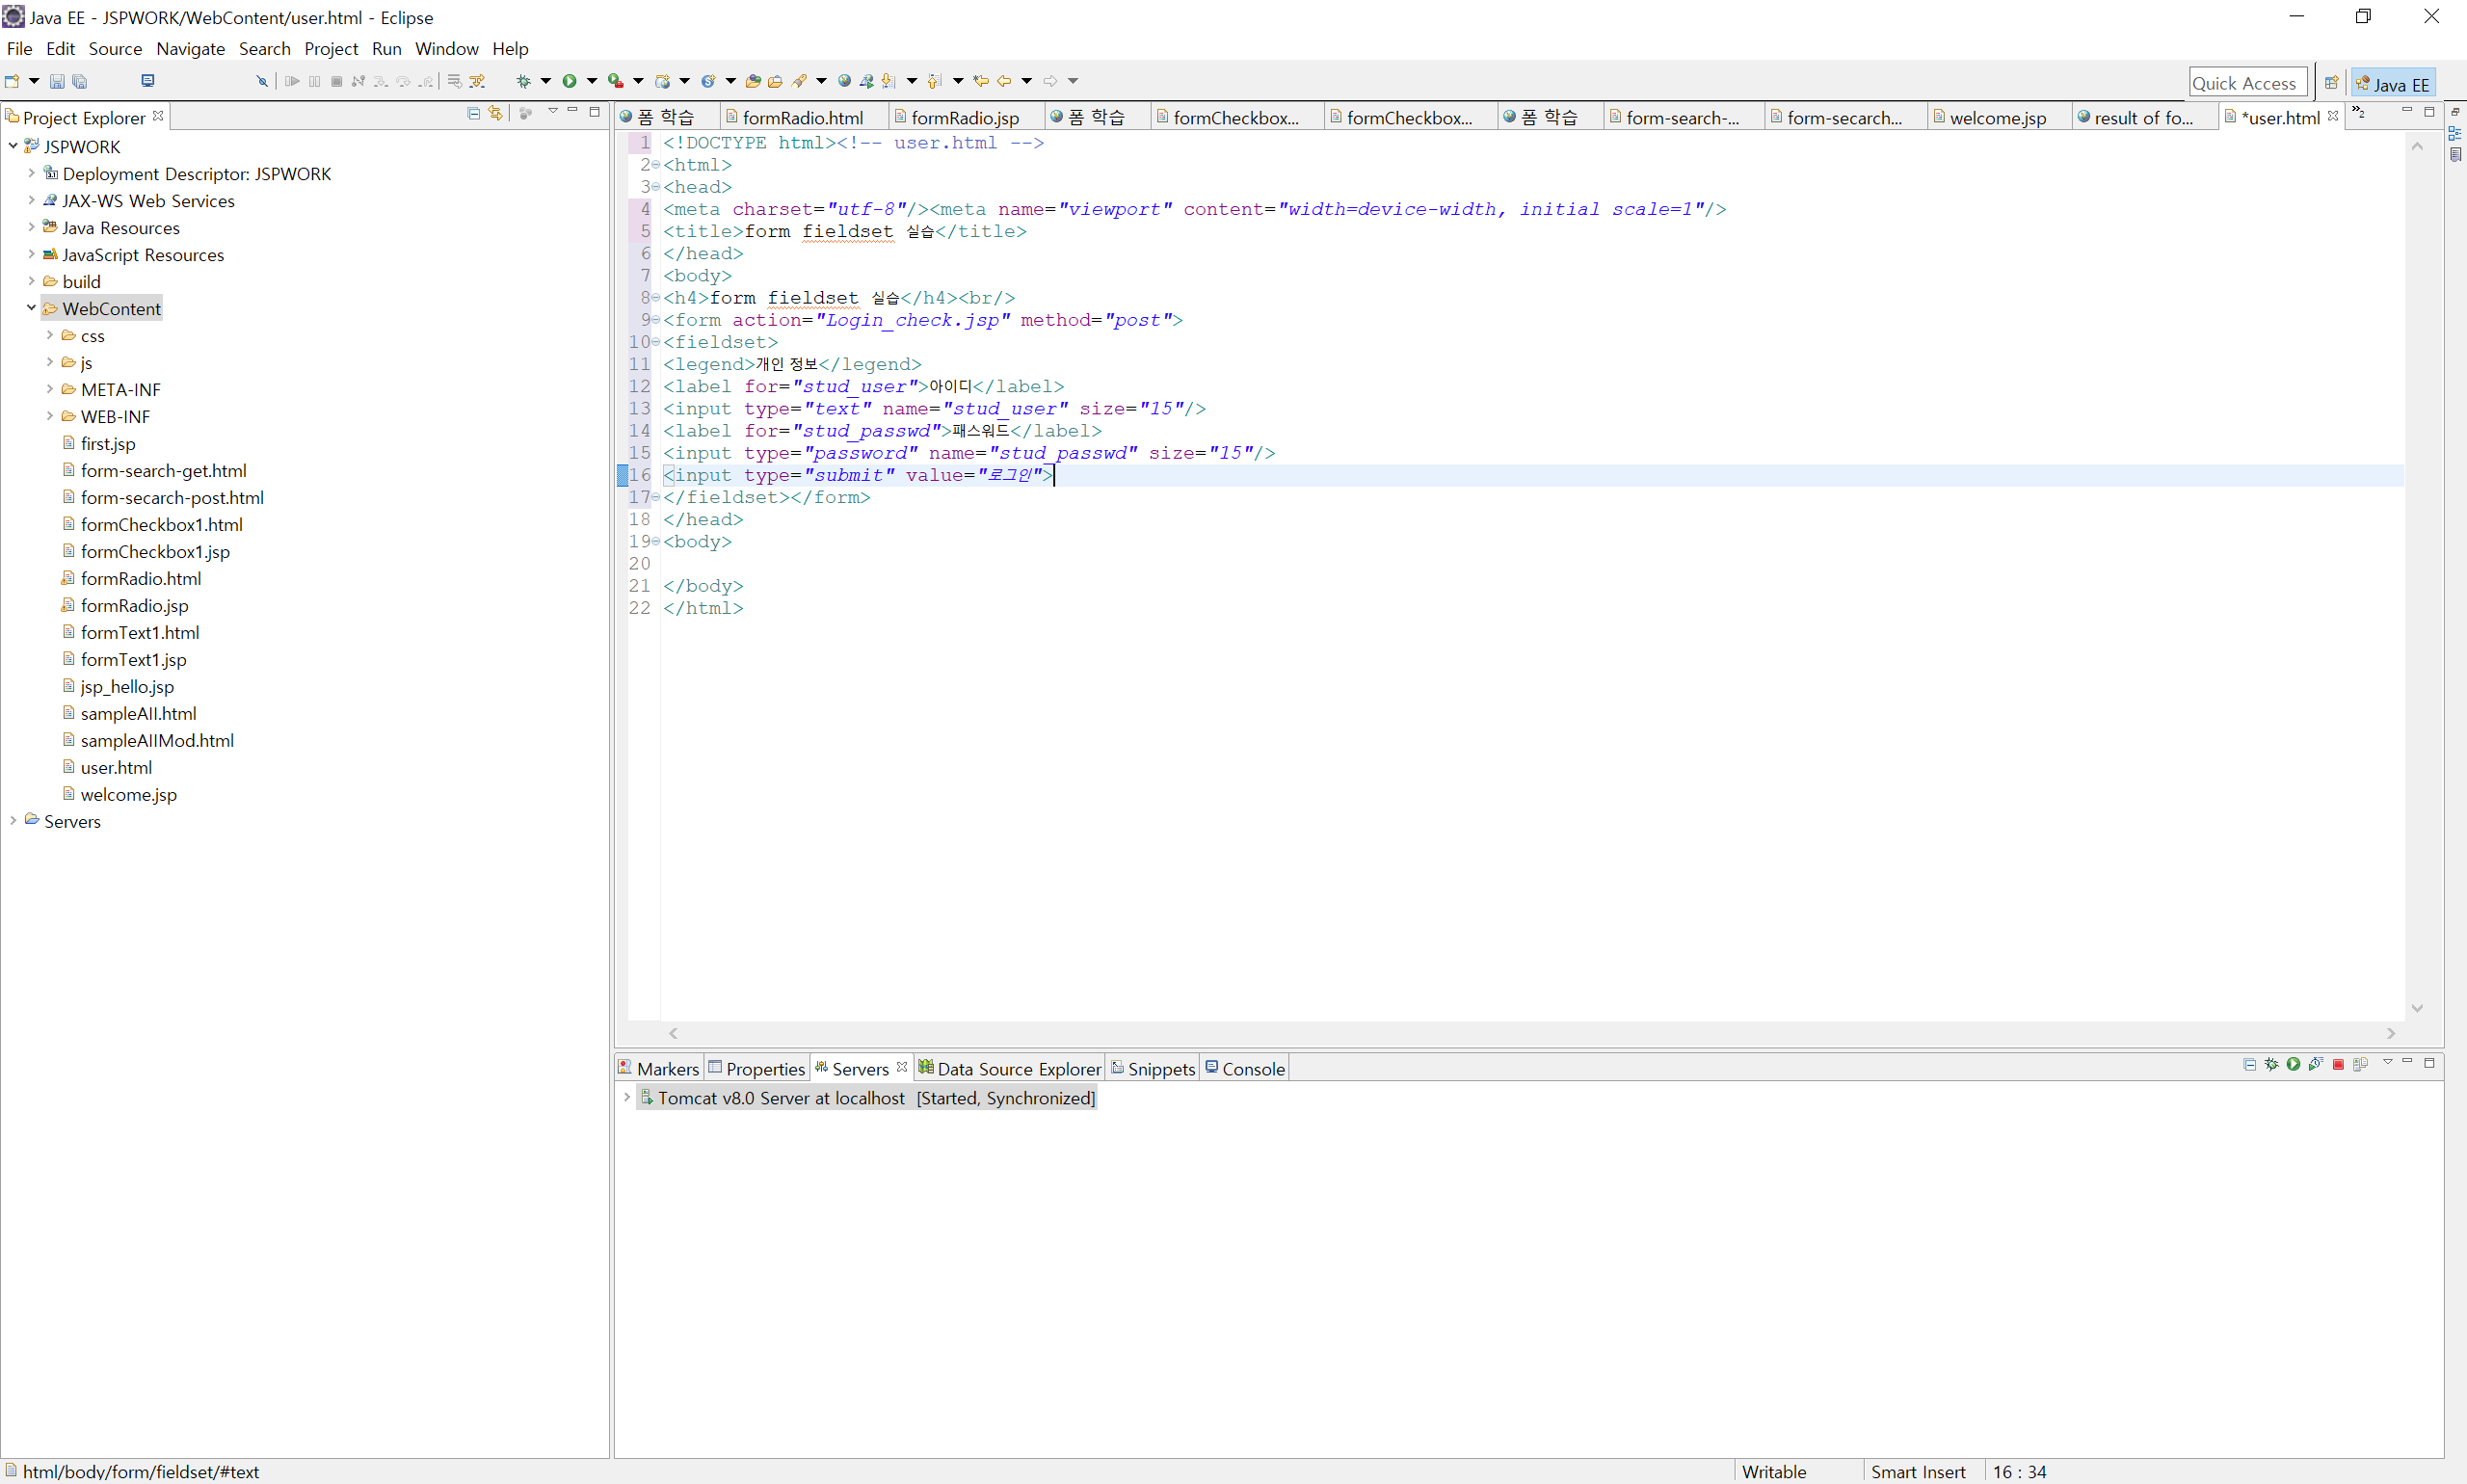 Java EE - JSPWORK/WebContent/user.html - Eclipse
File Edit Source Navigate Search Project Run Window Help
Quick Access
Java EE
Project Explorer
JSPWORK
Deployment Descriptor: JSPWORK
JAX-WS Web Services
Java Resources
JavaScript Resources
build
WebContent
css
js
META-INF
WEB-INF
first.jsp
form-search-get.html
form-secarch-post.html
formCheckbox1.html
formCheckbox1.jsp
formRadio.html
formRadio.jsp
formText1.html
formText1.jsp
jsp_hello.jsp
sampleAll.html
sampleAllMod.html
user.html
welcome.jsp
Servers
폼 학습 formRadio.html formRadio.jsp 폼 학습 formCheckbox... formCheckbox... 폼 학습 form-search-... form-secarch... welcome.jsp result of fo... *user.html »2
1 <!DOCTYPE html><!-- user.html -->
2 <html>
3 <head>
4 <meta charset="utf-8"/><meta name="viewport" content="width=device-width, initial scale=1"/>
5 <title>form fieldset 실습</title>
6 </head>
7 <body>
8 <h4>form fieldset 실습</h4><br/>
9 <form action="Login_check.jsp" method="post">
10 <fieldset>
11 <legend>개인 정보</legend>
12 <label for="stud_user">아이디</label>
13 <input type="text" name="stud_user" size="15"/>
14 <label for="stud_passwd">패스워드</label>
15 <input type="password" name="stud_passwd" size="15"/>
16 <input type="submit" value="로그인">
17 </fieldset></form>
18 </head>
19 <body>
20
21 </body>
22 </html>
Markers Properties Servers Data Source Explorer Snippets Console
Tomcat v8.0 Server at localhost [Started, Synchronized]
html/body/form/fieldset/#text
Writable
Smart Insert
16 : 34